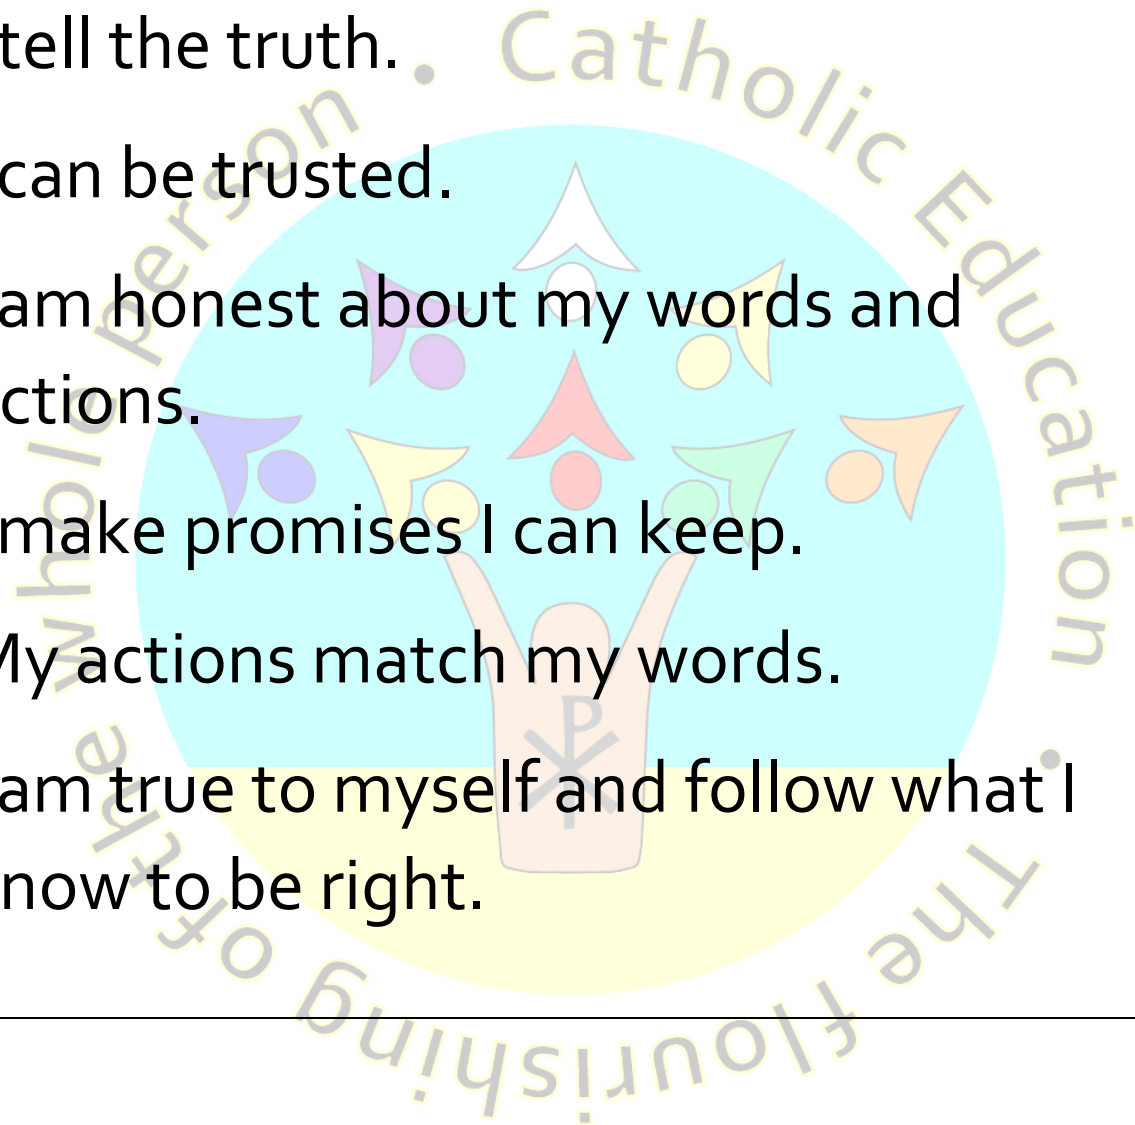 tell the truth.
can be trusted.
am honest about my words and
ctions.
make promises I can keep.
My actions match my words.
am true to myself and follow what I
now to be right.
Catholic Education • The flourishing of the whole person •